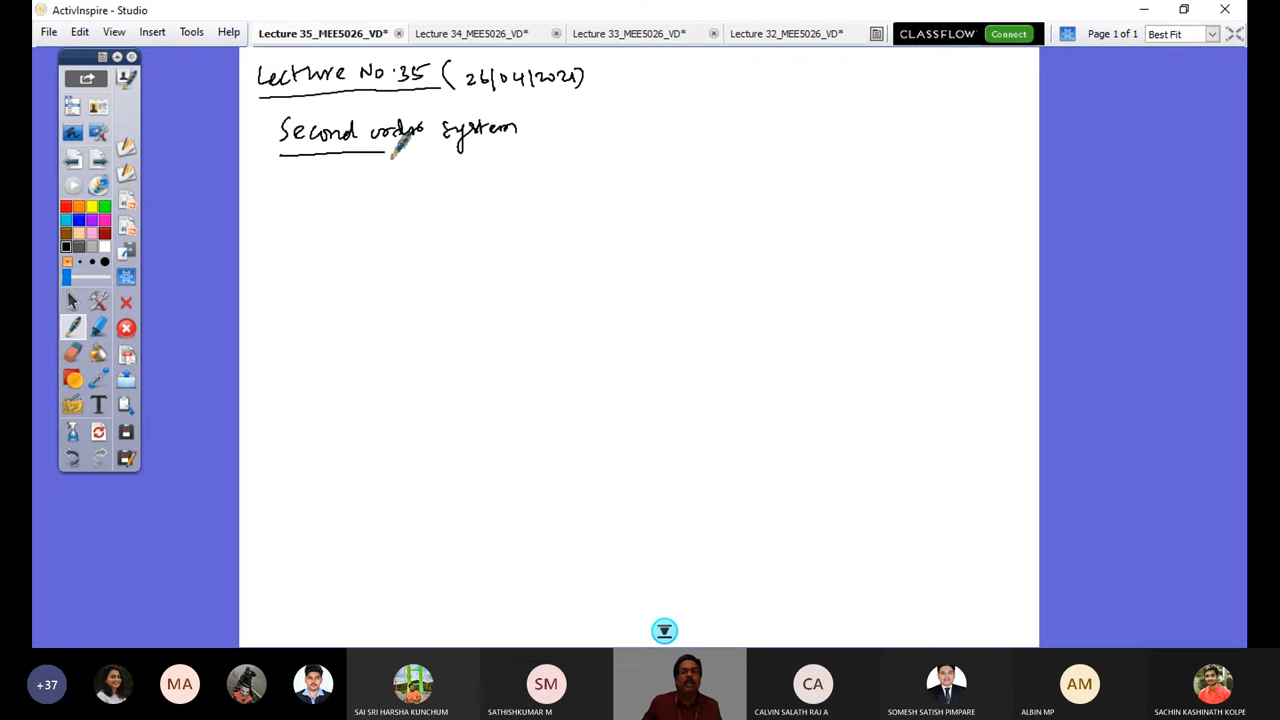 ActivInspire - Studio
File Edit View Insert Tools Help
Lecture 35_MEE5026_VD* Lecture 34_MEE5026_VD* Lecture 33_MEE5026_VD* Lecture 32_MEE5026_VD* CLASSFLOW Connect Page 1 of 1 Best Fit
Lecture No.35 (26/04/2021)
Second order system
+37 MA SM CA AM
SAI SRI HARSHA KUNCHUM SATHISHKUMAR M CALVIN SALATH RAJ A SOMESH SATISH PIMPARE ALBIN MP SACHIN KASHINATH KOLPE